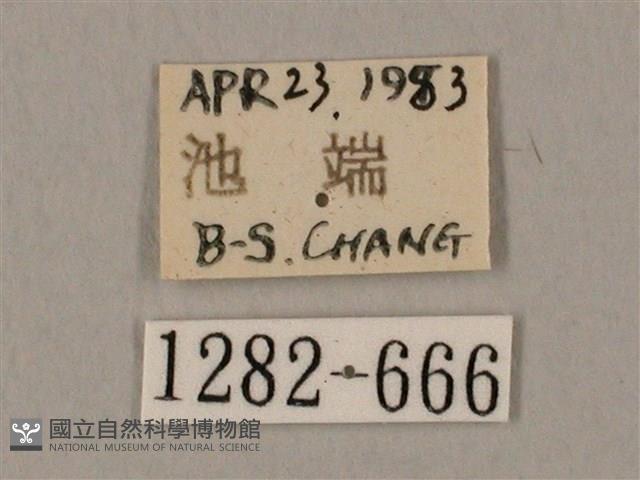 APR 23. 1983
池 端
B-S. CHANG
1282-666
國立自然科學博物館
NATIONAL MUSEUM OF NATURAL SCIENCE